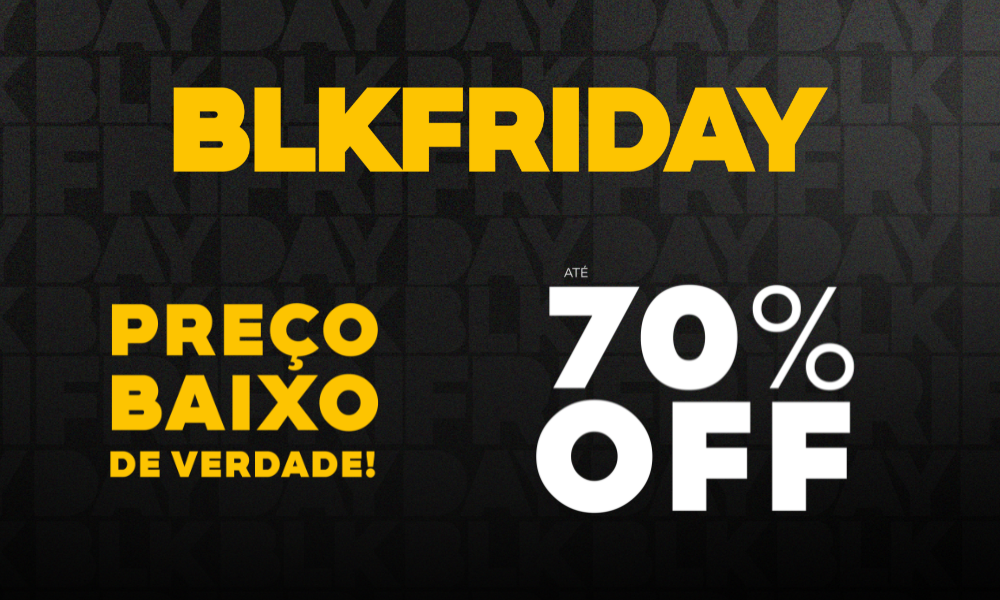 BLKFRIDAY
PREÇO
BAIXO
DE VERDADE!
ATÉ
70%
OFF